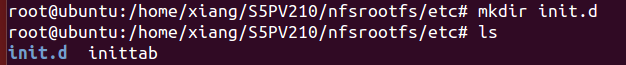 root@ubuntu:/home/xiang/S5PV210/nfsrootfs/etc# mkdir init.d
root@ubuntu:/home/xiang/S5PV210/nfsrootfs/etc# ls
init.d  inittab